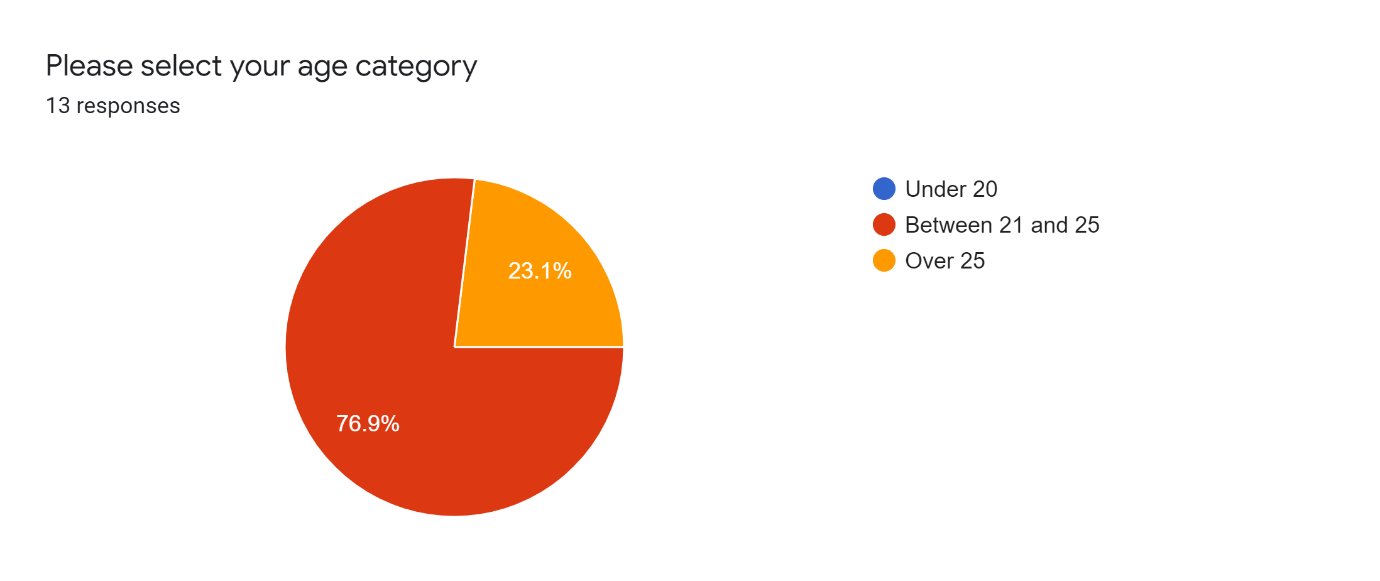 Please select your age category
13 responses
Under 20
Between 21 and 25
Over 25
23.1%
76.9%